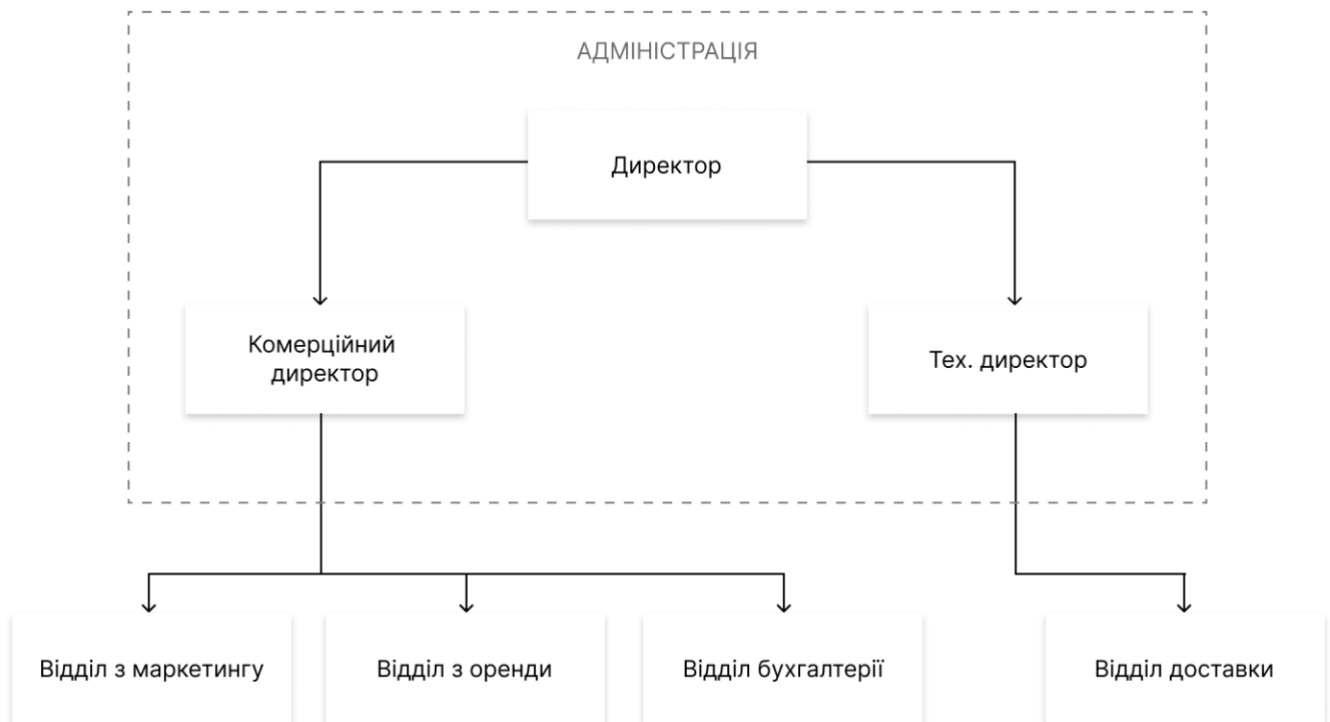 АДМІНІСТРАЦІЯ
Директор
Комерційний
директор
Тех. директор
Відділ з маркетингу
Відділ з оренди
Відділ бухгалтерії
Відділ доставки